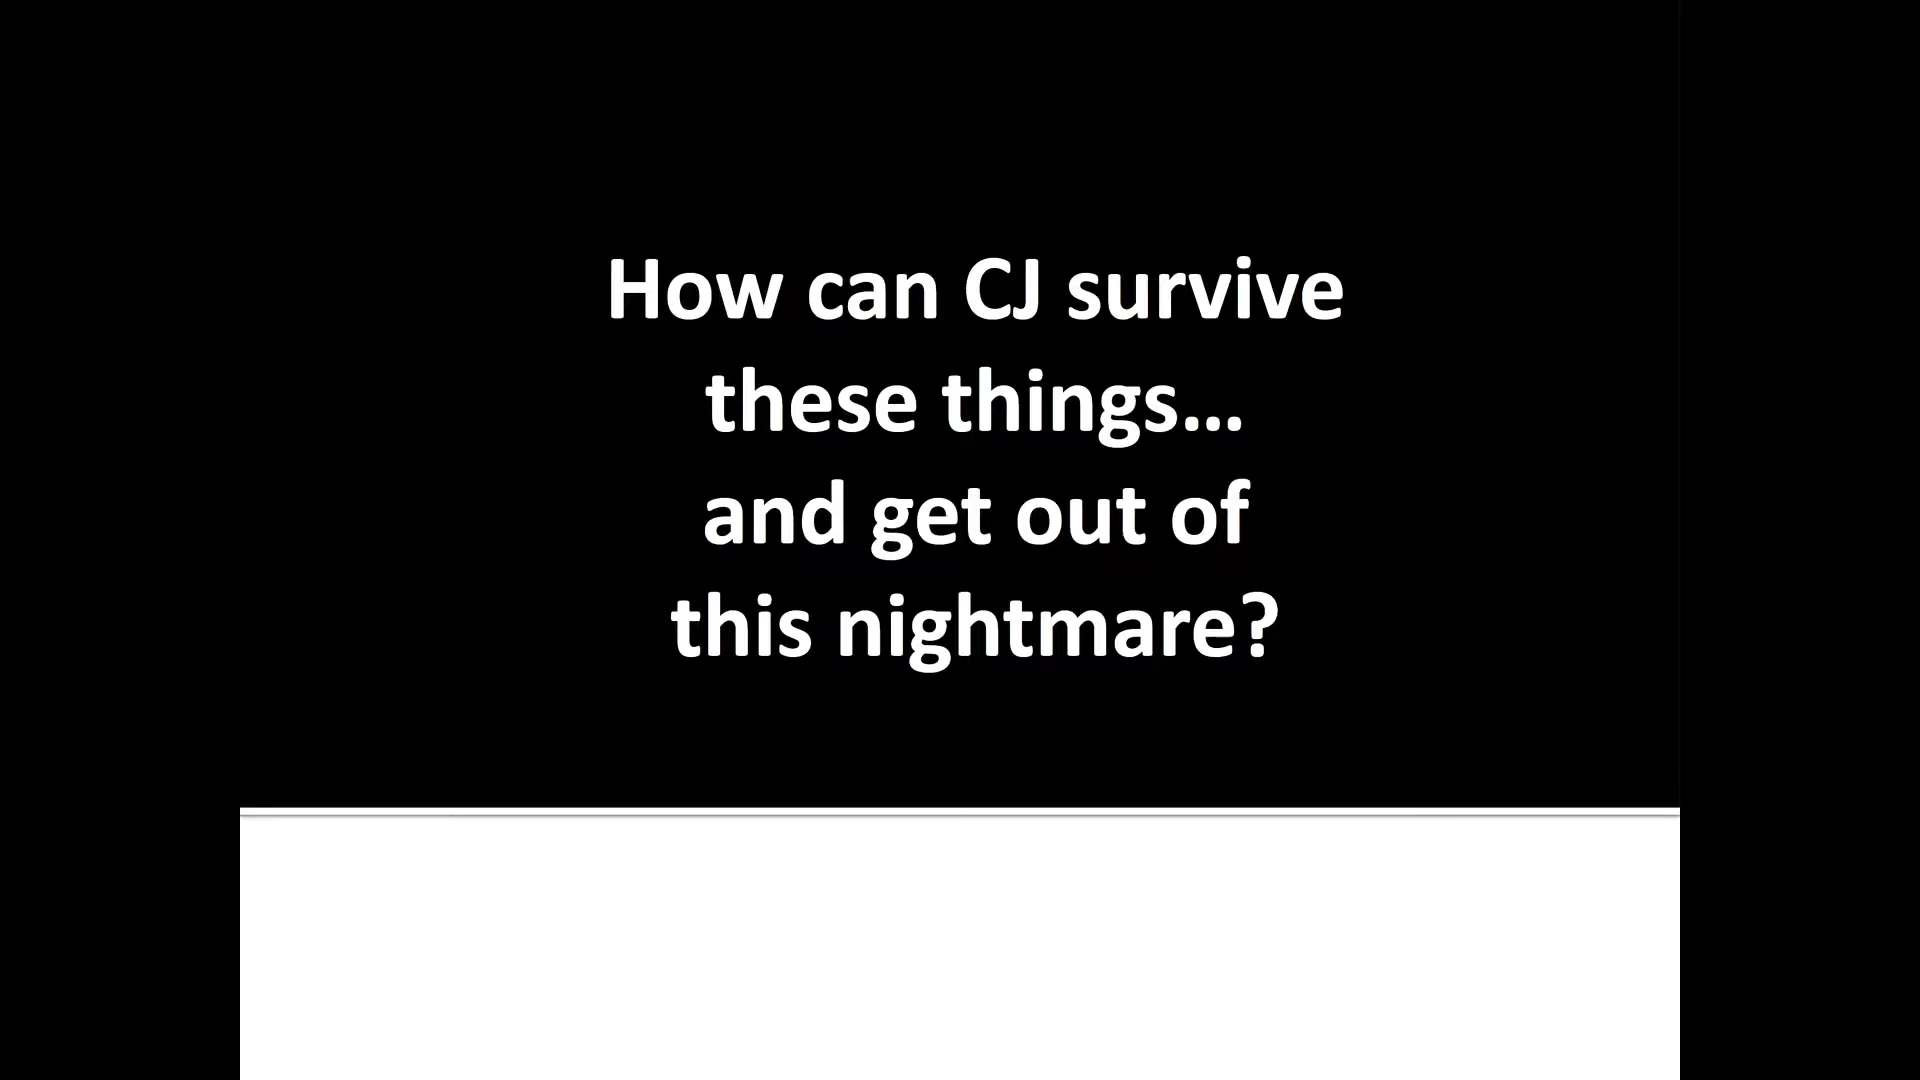 How can CJ survive
these things…
and get out of
this nightmare?